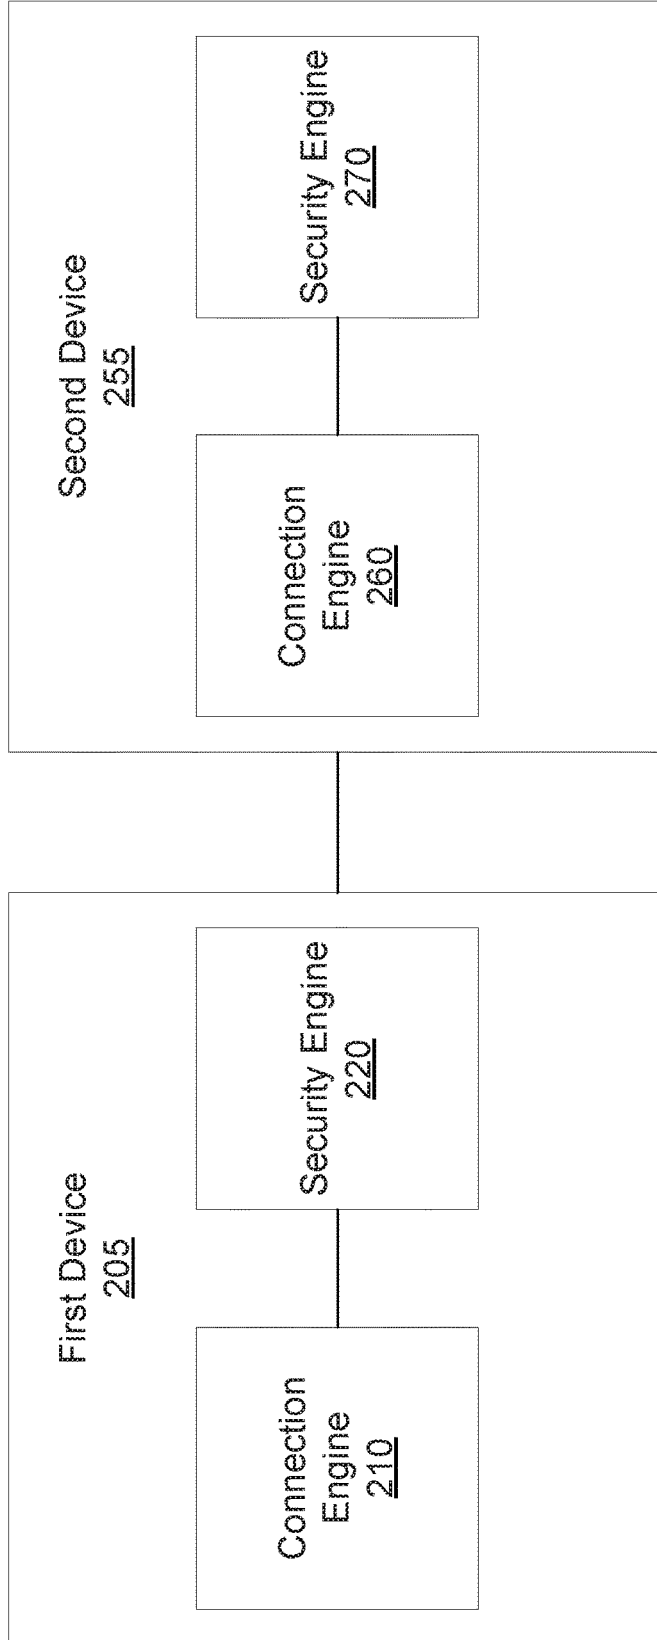 First Device
205
Connection
Engine
210
Security Engine
220
Second Device
255
Connection
Engine
260
Security Engine
270